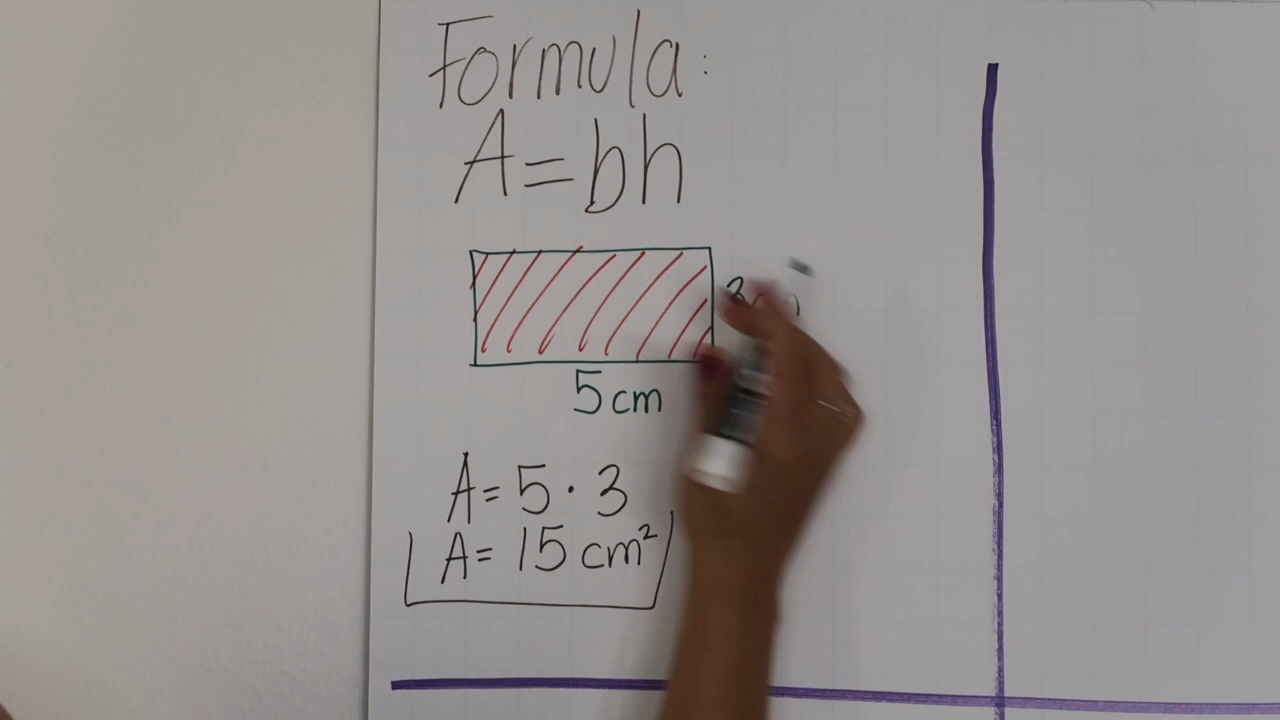 Formula:
A = bh
5 cm
A = 5 · 3
A = 15 cm²